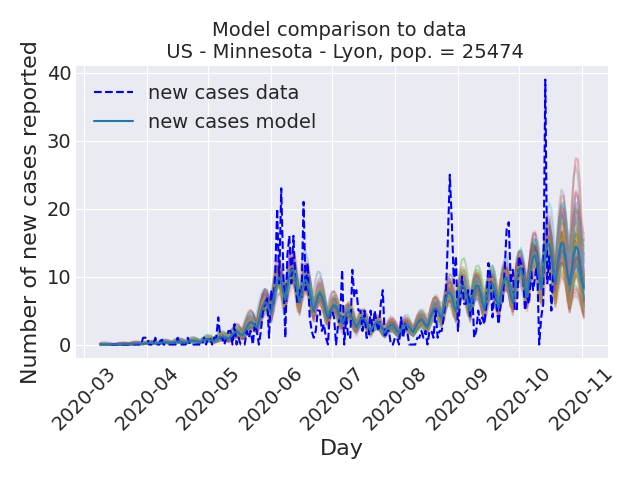 Model comparison to data
US - Minnesota - Lyon, pop. = 25474
Number of new cases reported
40
30
20
10
0
new cases data
new cases model
2020-03
2020-04
2020-05
2020-06
2020-07
2020-08
2020-09
2020-10
2020-11
Day